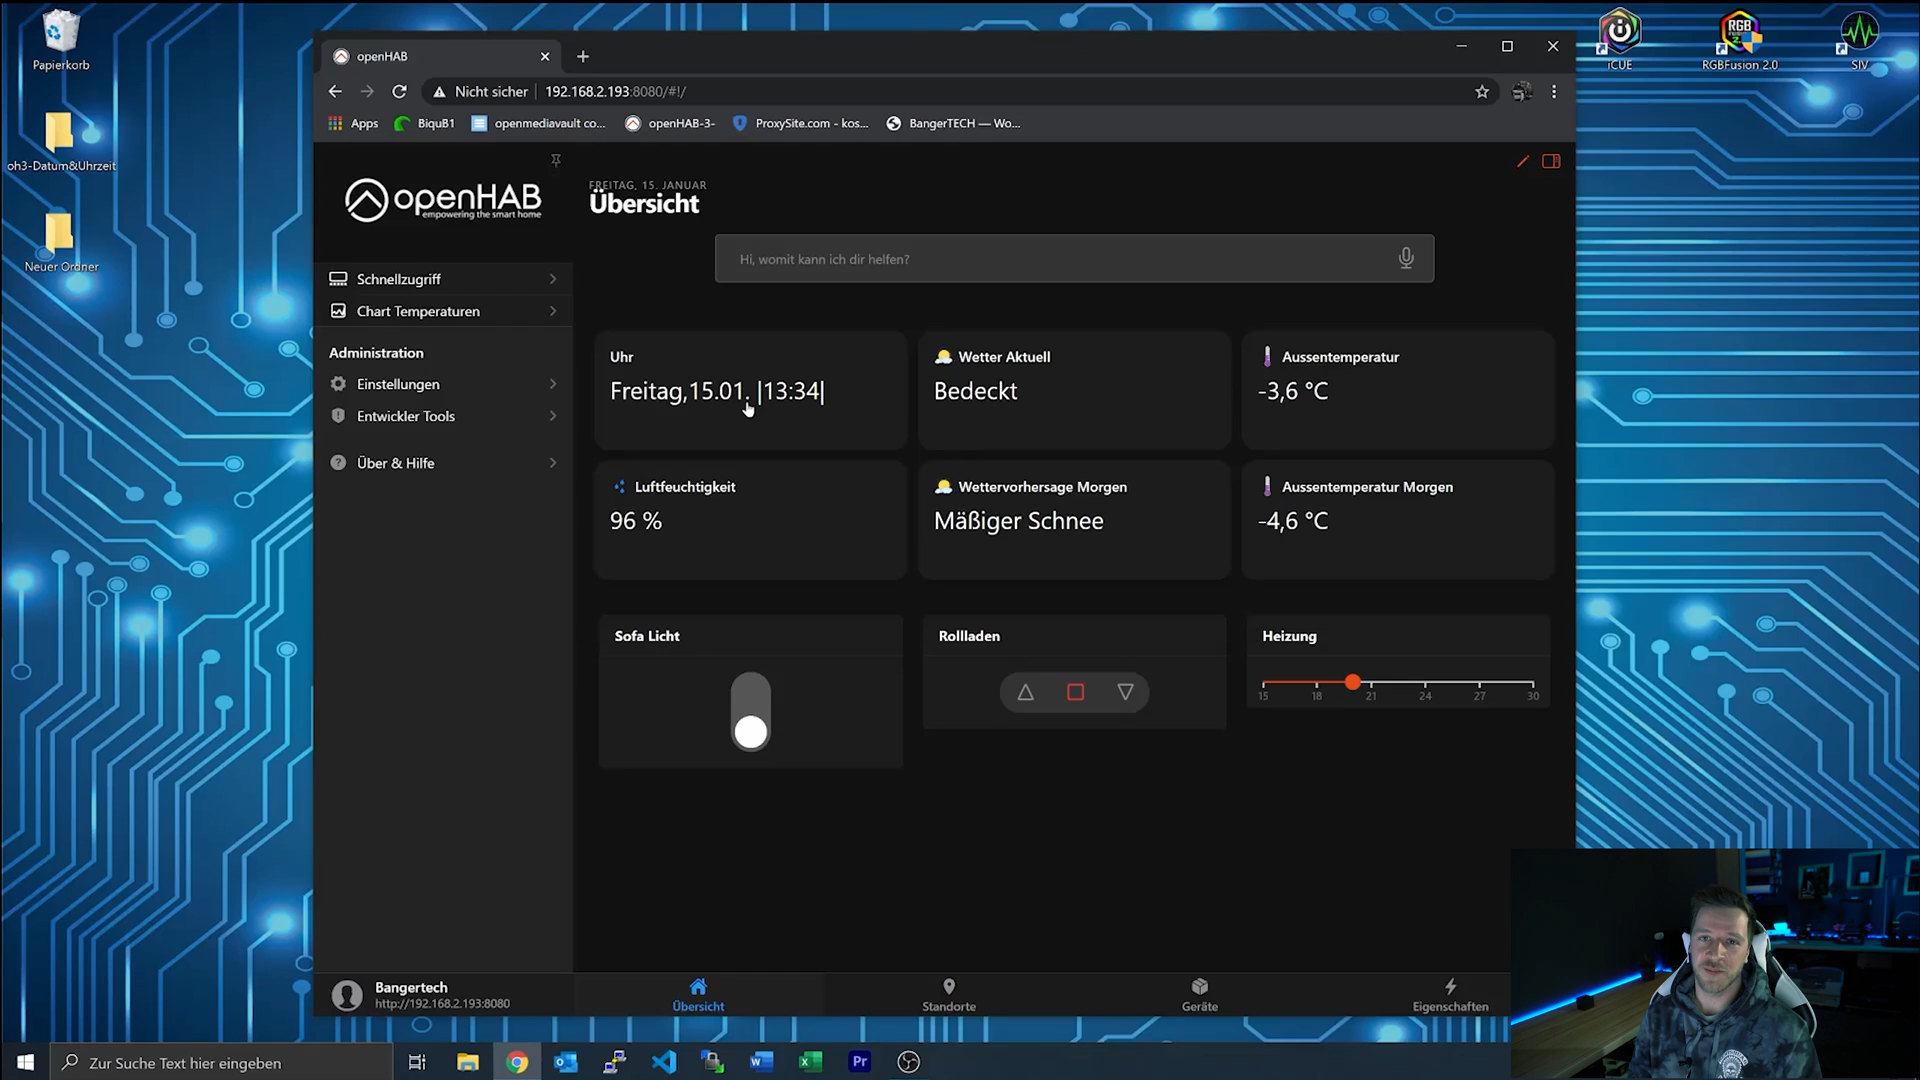 Papierkorb
oh3-Datum&Uhrzeit
Neuer Ordner
iCUE
RGBFusion 2.0
SIV
openHAB
Nicht sicher
192.168.2.193:8080/#!/
Apps
BiquB1
openmediavault co...
openHAB-3-
ProxySite.com - kos...
BangerTECH — Wo...
openHAB
empowering the smart home
FREITAG, 15. JANUAR
Übersicht
Hi, womit kann ich dir helfen?
Schnellzugriff
Chart Temperaturen
Administration
Einstellungen
Entwickler Tools
Über & Hilfe
Uhr
Freitag,15.01. |13:34|
Wetter Aktuell
Bedeckt
Aussentemperatur
-3,6 °C
Luftfeuchtigkeit
96 %
Wettervorhersage Morgen
Mäßiger Schnee
Aussentemperatur Morgen
-4,6 °C
Sofa Licht
Rollladen
Heizung
15 18 21 24 27 30
Bangertech
http://192.168.2.193:8080
Übersicht
Standorte
Geräte
Eigenschaften
Zur Suche Text hier eingeben